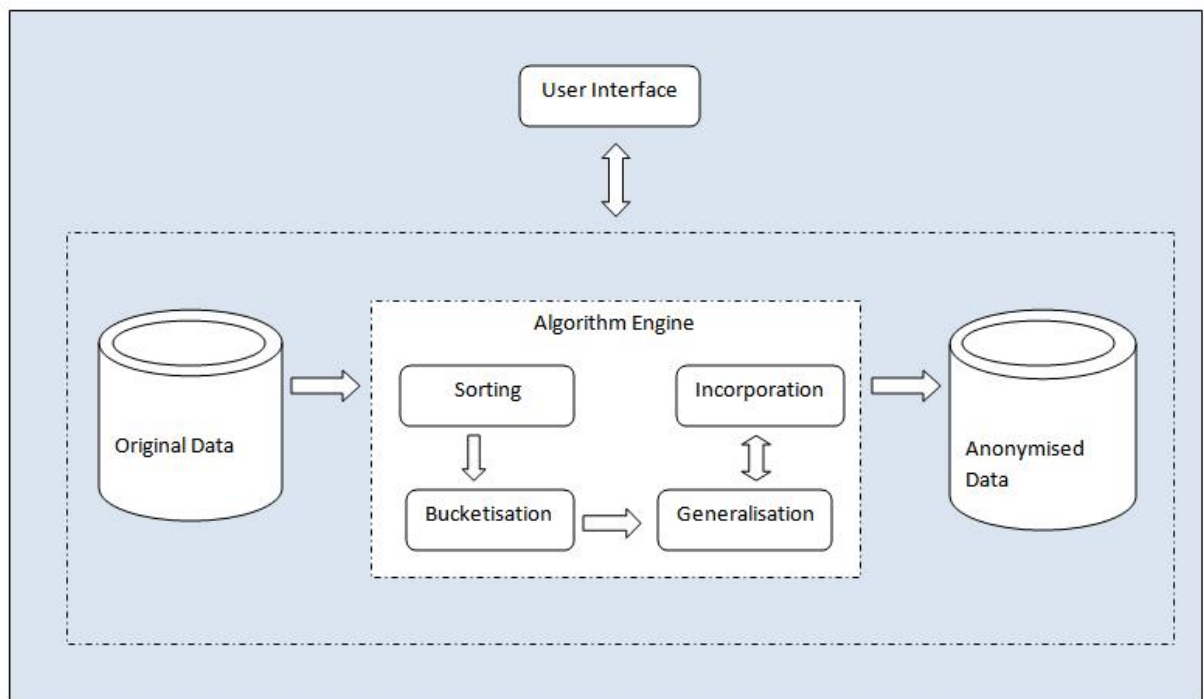 User Interface
Algorithm Engine
Sorting
Incorporation
Original Data
Anonymised
Data
Bucketisation
Generalisation